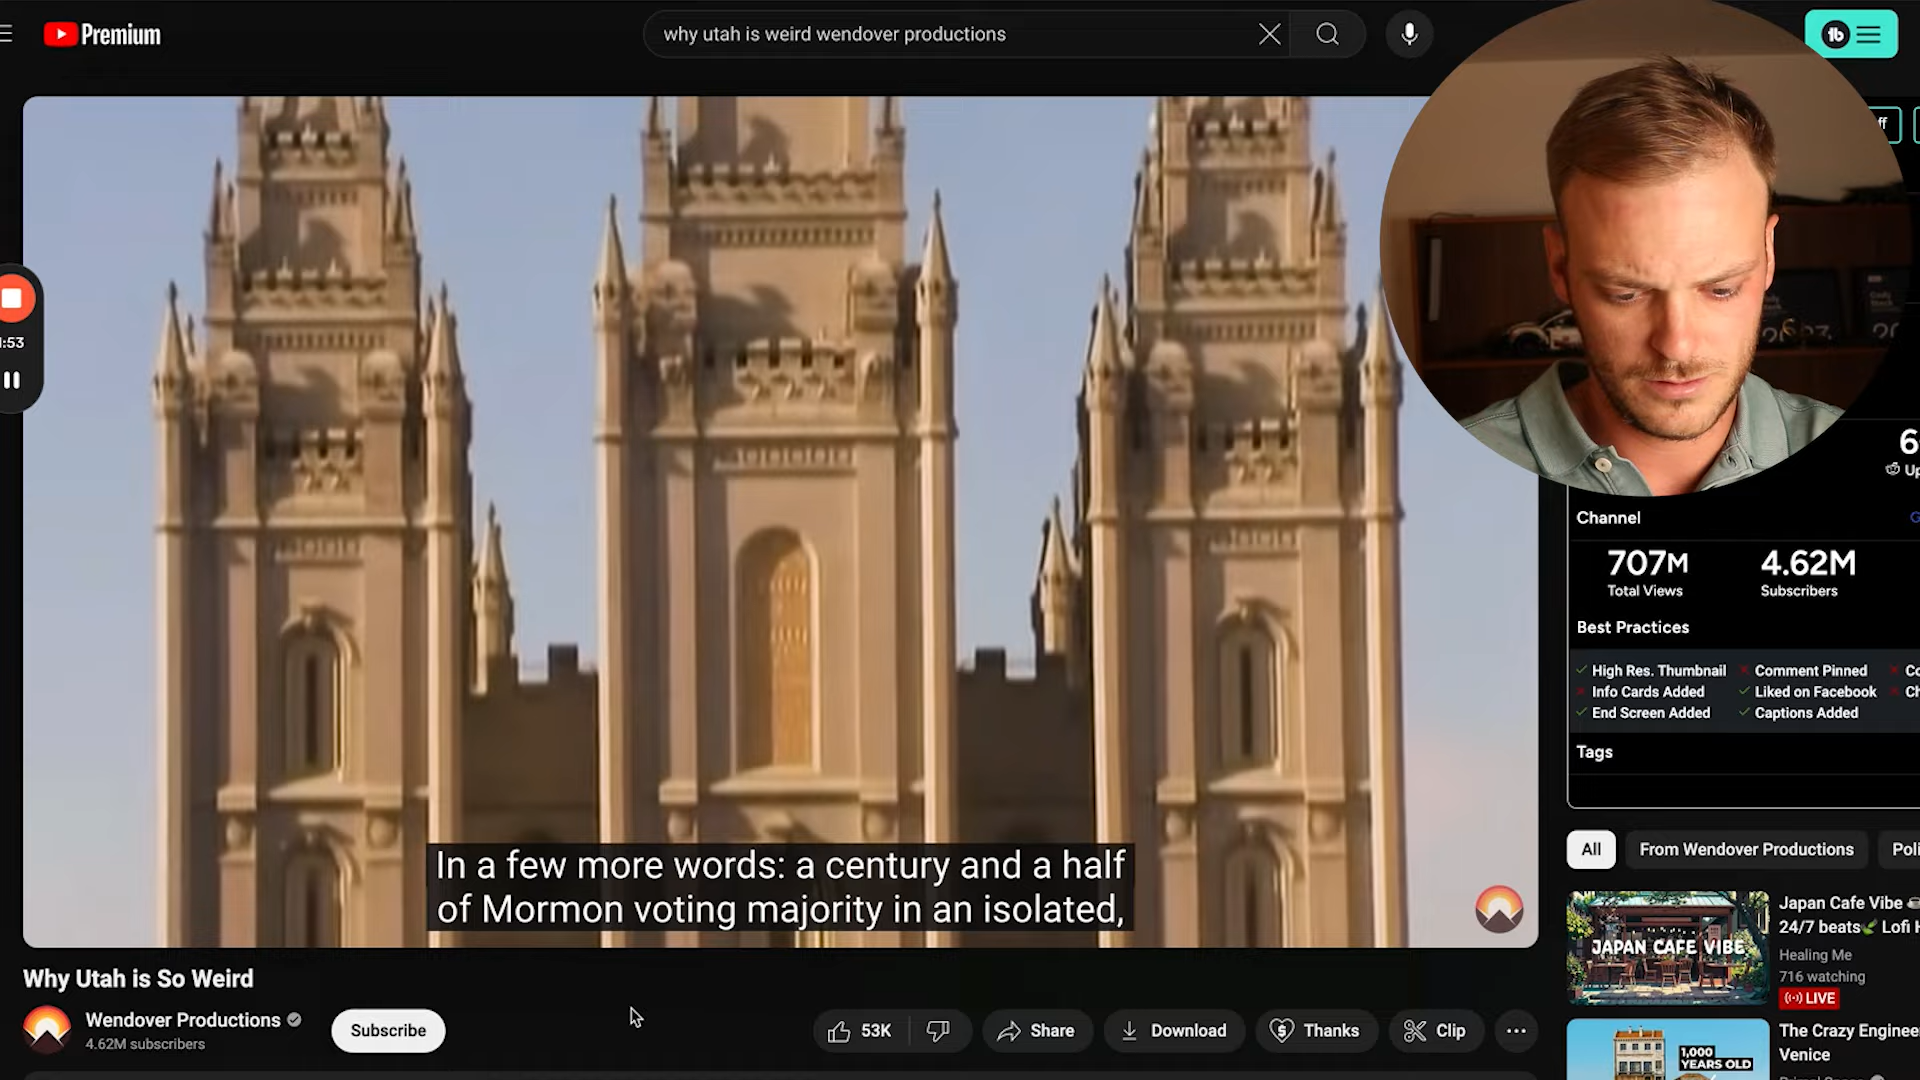 Premium
why utah is weird wendover productions
tb
ff
1:53
Channel
707M
4.62M
Total Views
Subscribers
Best Practices
High Res. Thumbnail
Comment Pinned
Info Cards Added
Liked on Facebook
End Screen Added
Captions Added
Tags
In a few more words: a century and a half
of Mormon voting majority in an isolated,
All
From Wendover Productions
Why Utah is So Weird
Wendover Productions
4.62M subscribers
Subscribe
53K
Share
Download
Thanks
Clip
JAPAN CAFE VIBE
Japan Cafe Vibe
24/7 beats Lofi
Healing Me
716 watching
LIVE
1,000
YEARS OLD
The Crazy Enginee
Venice